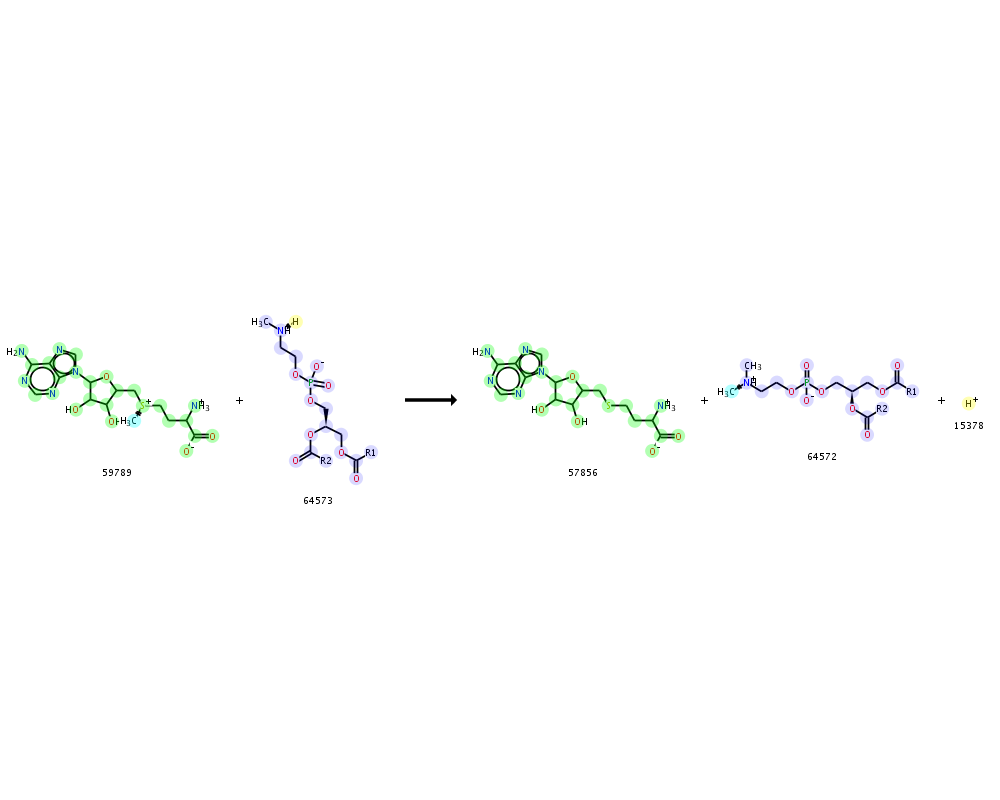 H₃C N H H
H₂N N N N N O S⁺ H₃C HO OH NH₃⁺ O O⁻
+
O O⁻ P O O O R2 O O R1 O
H₂N N N N N O S HO OH NH₃⁺ O O⁻
+
CH₃ H₃C NH⁺ O O P O⁻ O O R2 O O O R1
+
H⁺
59789
64573
57856
64572
15378